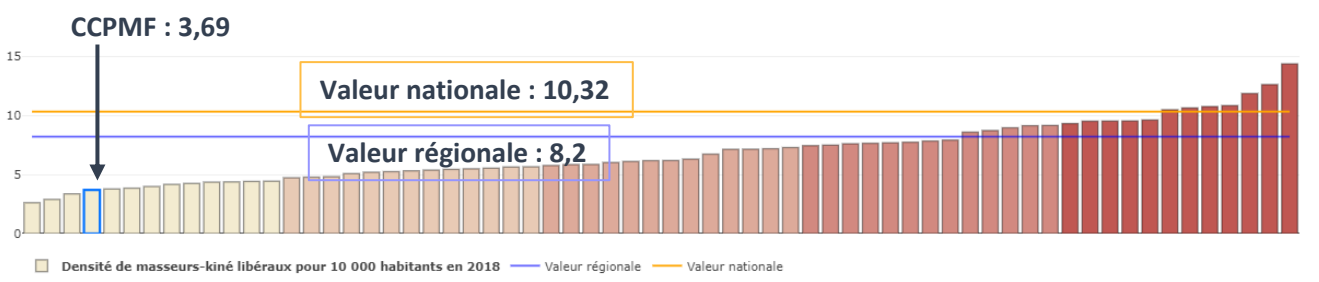 CCPMF : 3,69
15
Valeur nationale : 10,32
10
Valeur régionale : 8,2
5
0
Densité de masseurs-kiné libéraux pour 10 000 habitants en 2018 Valeur régionale Valeur nationale